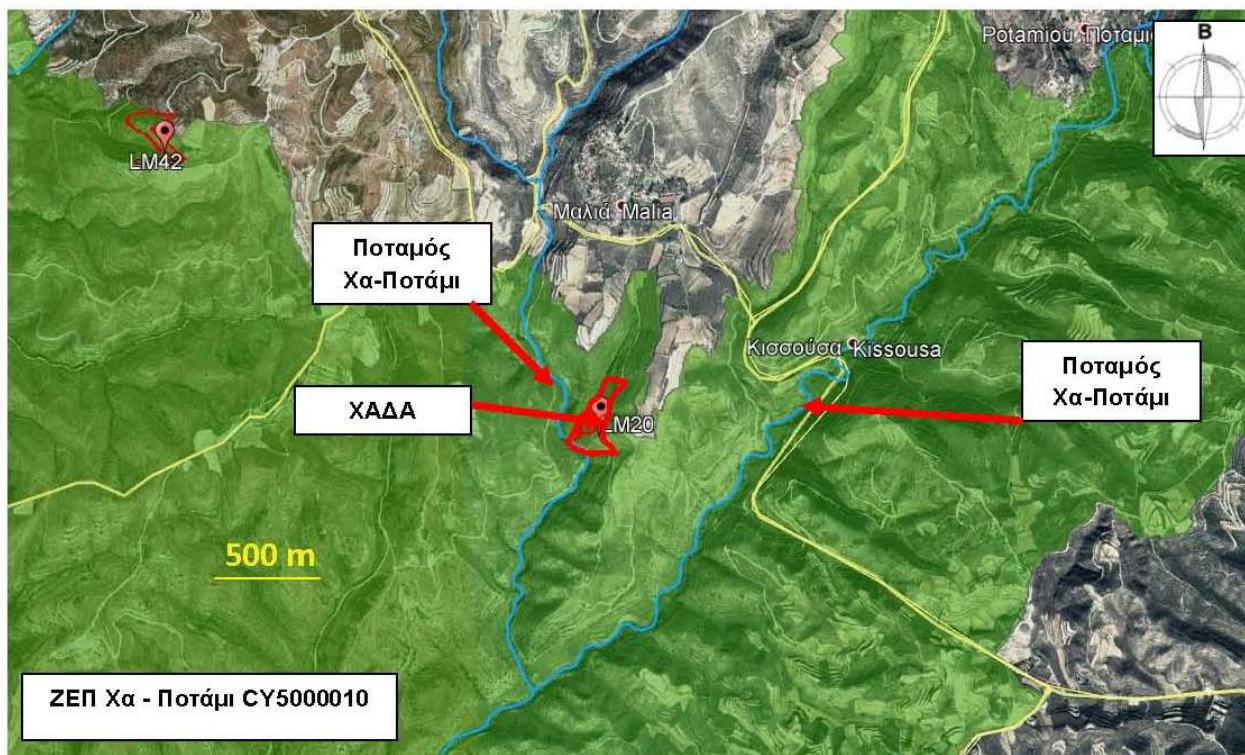 Potamiou Ποταμιο
B
LM42
Μαλιά Malia
Ποταμός
Χα-Ποτάμι
Κισσούσα Kissousa
Ποταμός
Χα-Ποτάμι
ΧΑΔΑ
LM20
500 m
ΖΕΠ Χα - Ποτάμι CY5000010